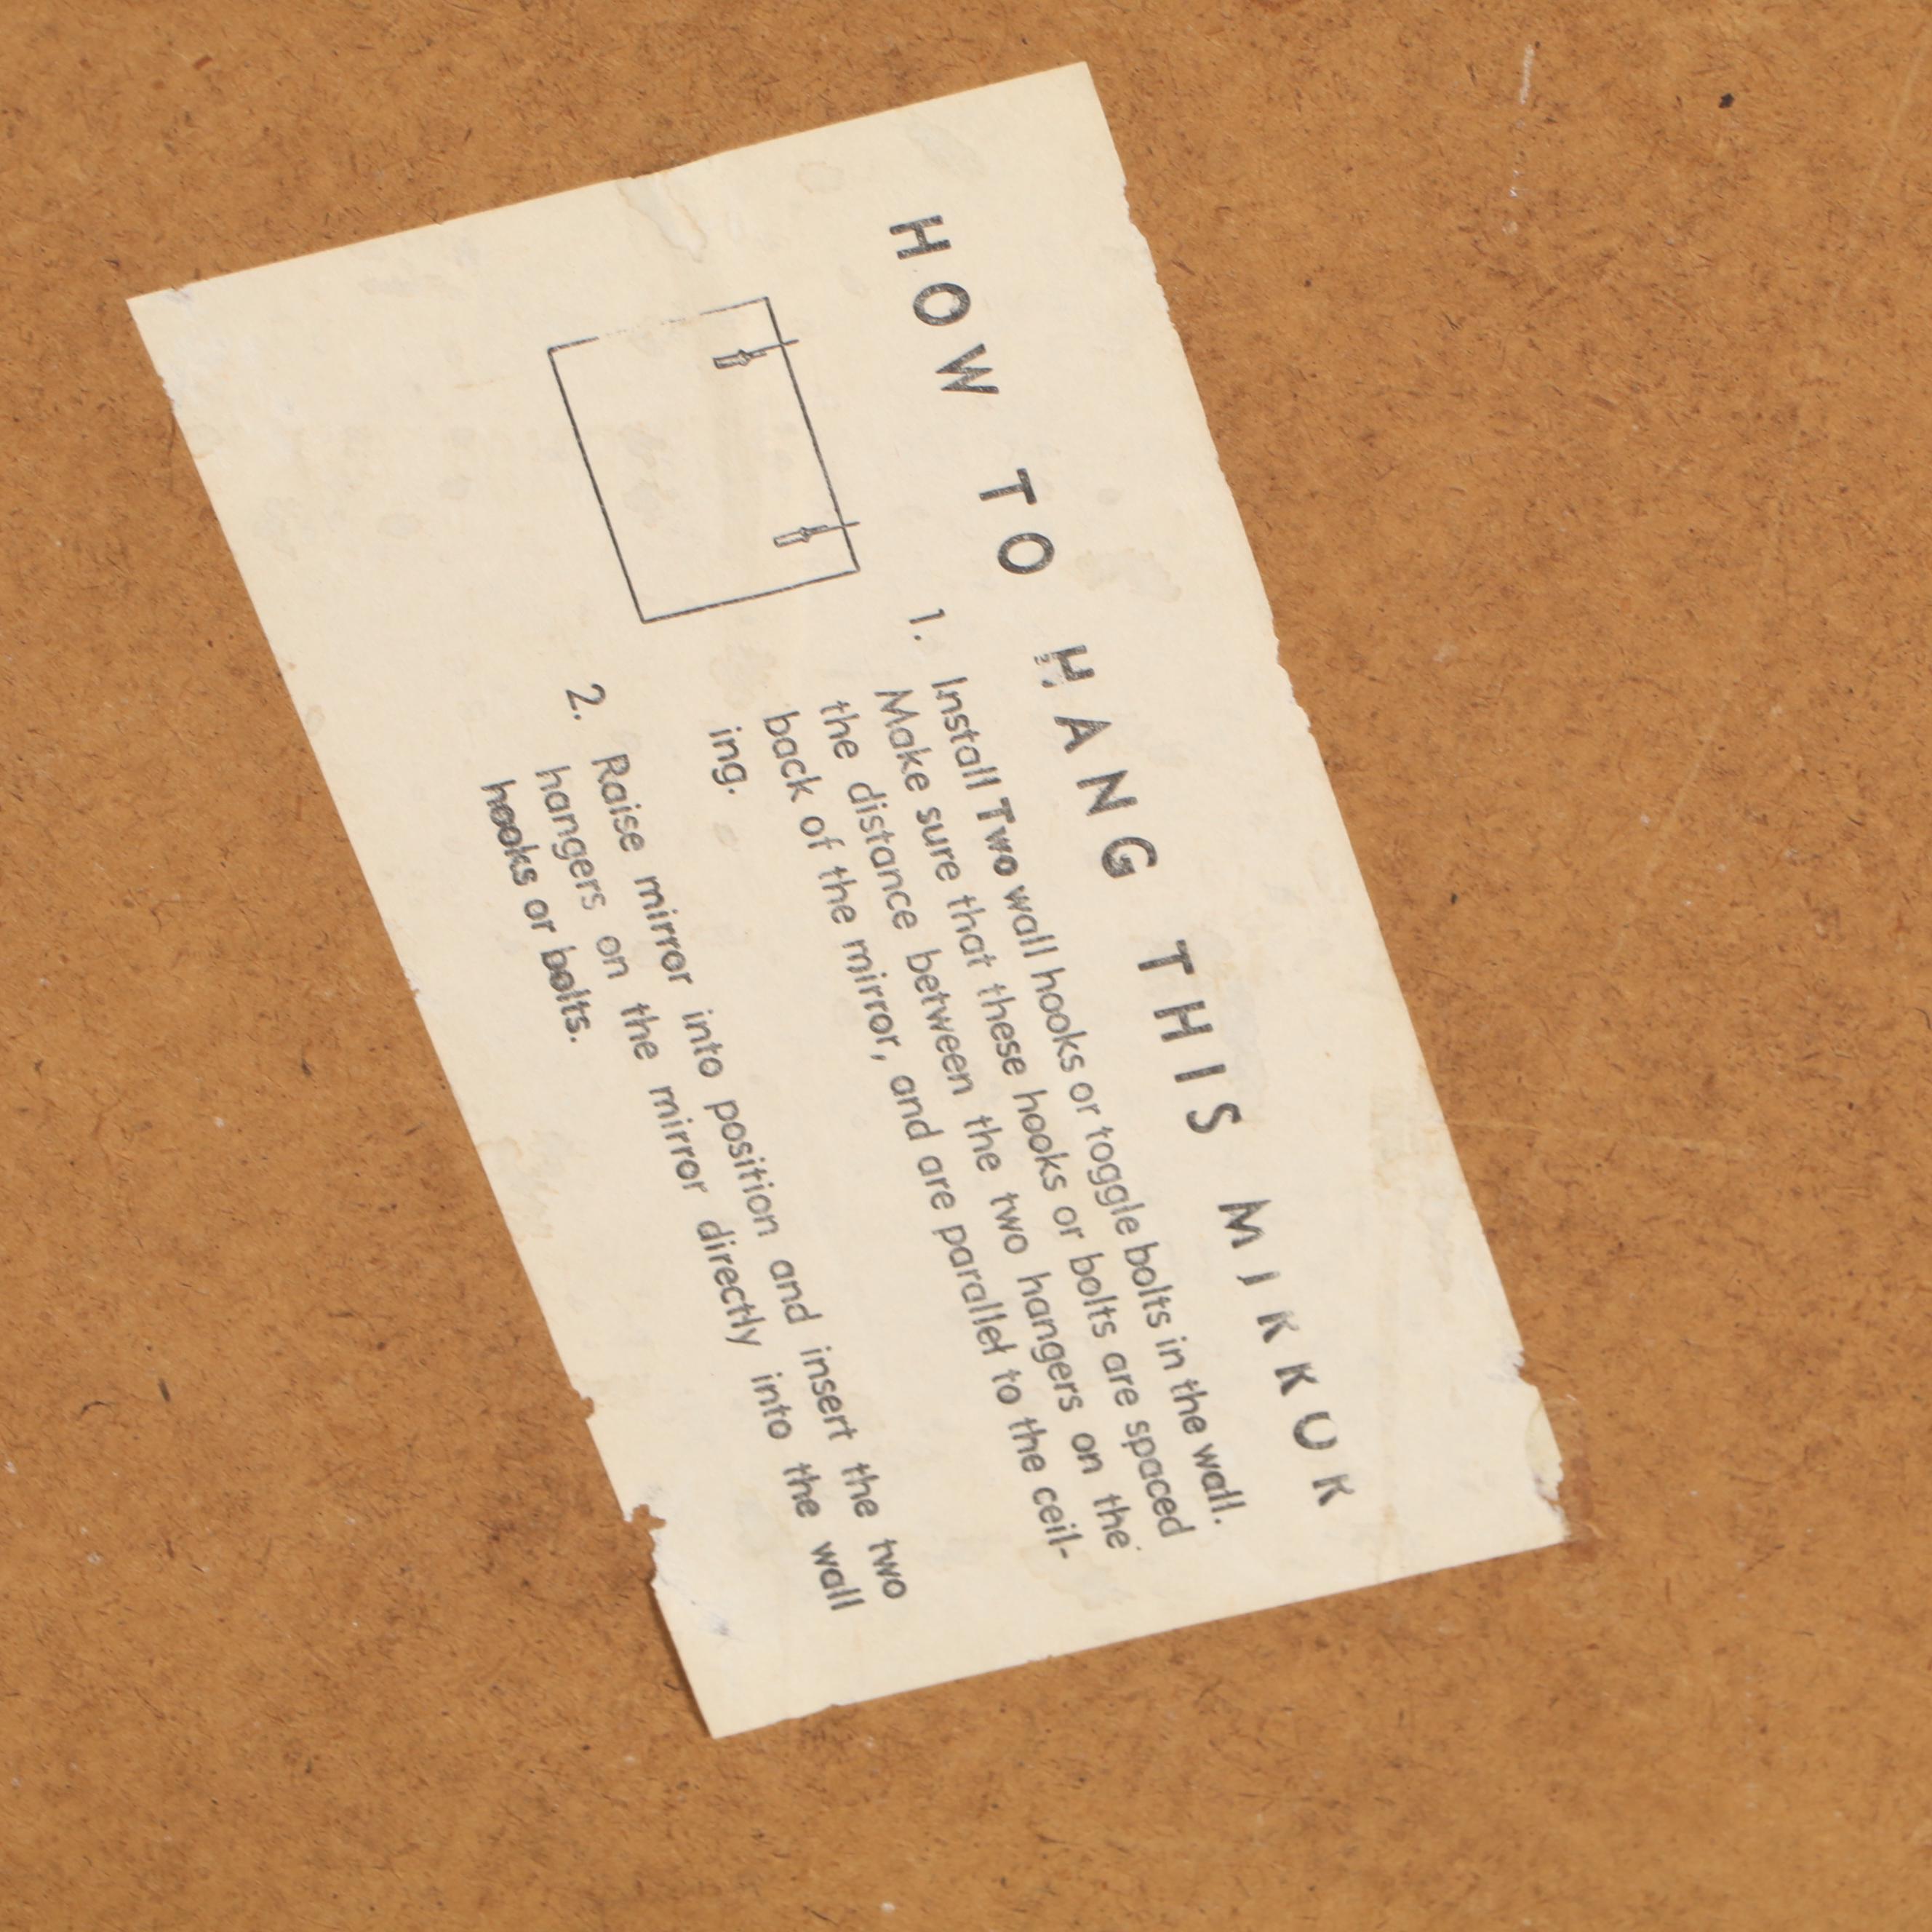 HOW TO HANG THIS MIRROR
1. Install Two wall hooks or toggle bolts in the wall.
Make sure that these hooks or bolts are spaced
the distance between the two hangers on the
back of the mirror, and are parallel to the ceil-
ing.
2. Raise mirror into position and insert the two
hangers on the mirror directly into the wall
hooks or bolts.